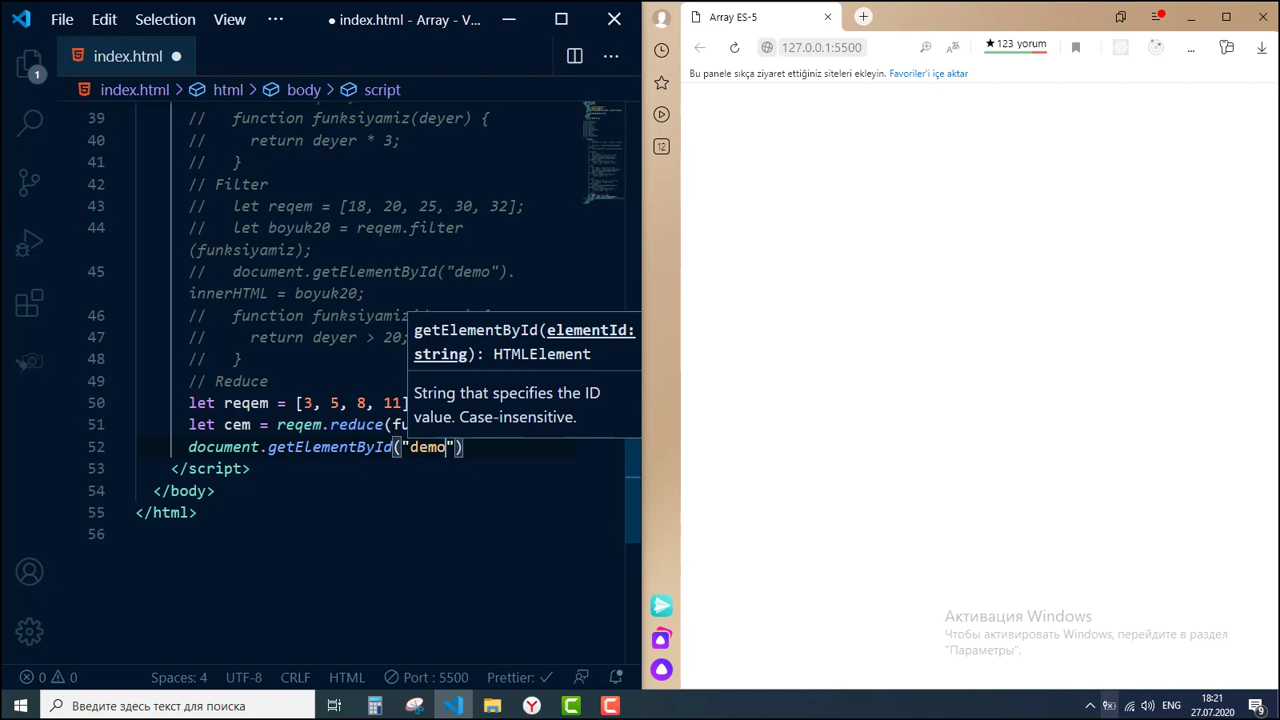 File Edit Selection View ··· ● index.html - Array - V...
index.html ●
index.html > html > body > script
1
39 // function funksiyamiz(deyer) {
40 // return deyer * 3;
41 // }
42 // Filter
43 // let reqem = [18, 20, 25, 30, 32];
44 // let boyuk20 = reqem.filter
(funksiyamiz);
45 // document.getElementById("demo").
innerHTML = boyuk20;
46 // function funksiyamiz
47 // return deyer > 20;
48 // }
49 // Reduce
50 let reqem = [3, 5, 8, 11]
51 let cem = reqem.reduce(fu
52 document.getElementById("demo")
53 </script>
54 </body>
55 </html>
56
getElementById(elementId:
string): HTMLElement
String that specifies the ID
value. Case-insensitive.
0 0 Spaces: 4 UTF-8 CRLF HTML Port : 5500 Prettier: ✓
Array ES-5
127.0.0.1:5500 ★123 yorum ...
Bu panele sıkça ziyaret ettiğiniz siteleri ekleyin. Favoriler'i içe aktar
12
Активация Windows
Чтобы активировать Windows, перейдите в раздел
"Параметры".
Введите здесь текст для поиска
ENG
18:21
27.07.2020
9